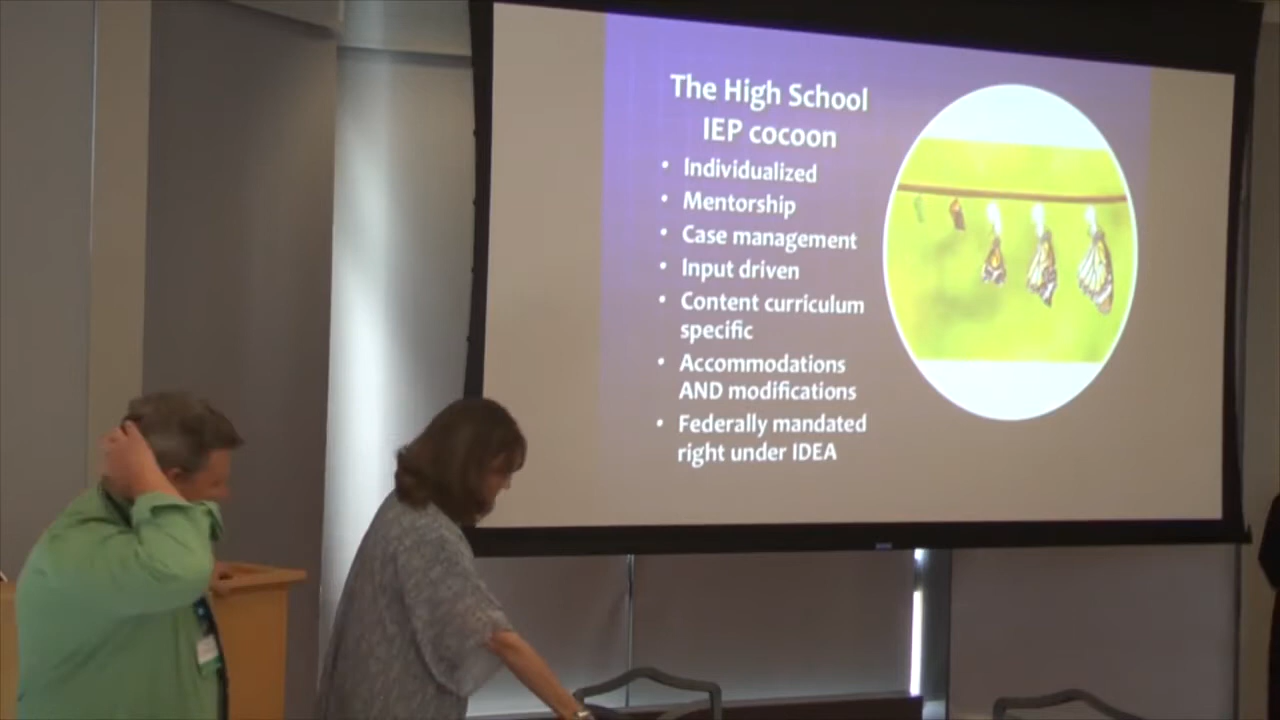 The High School
IEP cocoon
• Individualized
• Mentorship
• Case management
• Input driven
• Content curriculum
specific
• Accommodations
AND modifications
• Federally mandated
right under IDEA